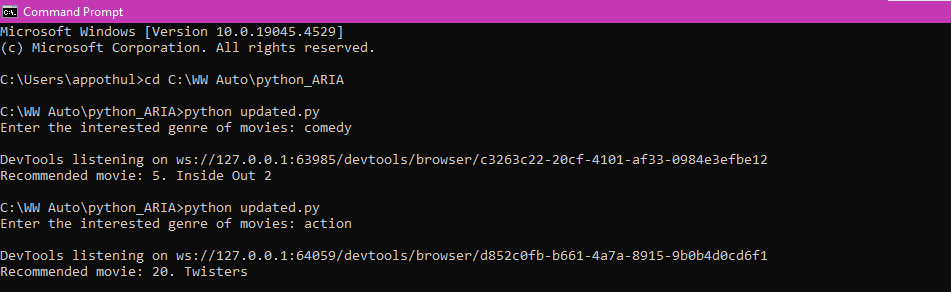 Command Prompt
Microsoft Windows [Version 10.0.19045.4529]
(c) Microsoft Corporation. All rights reserved.
C:\Users\appothul>cd C:\WW Auto\python_ARIA
C:\WW Auto\python_ARIA>python updated.py
Enter the interested genre of movies: comedy
DevTools listening on ws://127.0.0.1:63985/devtools/browser/c3263c22-20cf-4101-af33-0984e3efbe12
Recommended movie: 5. Inside Out 2
C:\WW Auto\python_ARIA>python updated.py
Enter the interested genre of movies: action
DevTools listening on ws://127.0.0.1:64059/devtools/browser/d852c0fb-b661-4a7a-8915-9b0b4d0cd6f1
Recommended movie: 20. Twisters